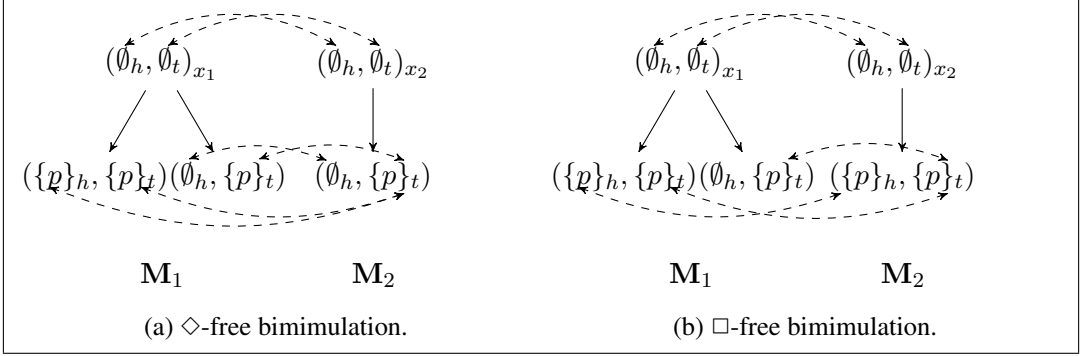 (∅_h, ∅_t)_{x_1} (∅_h, ∅_t)_{x_2} (∅_h, ∅_t)_{x_1} (∅_h, ∅_t)_{x_2}
({p}_h, {p}_t)(∅_h, {p}_t) (∅_h, {p}_t) ({p}_h, {p}_t)(∅_h, {p}_t) ({p}_h, {p}_t)
M_1 M_2 M_1 M_2
(a) ◇-free bimimulation. (b) □-free bimimulation.